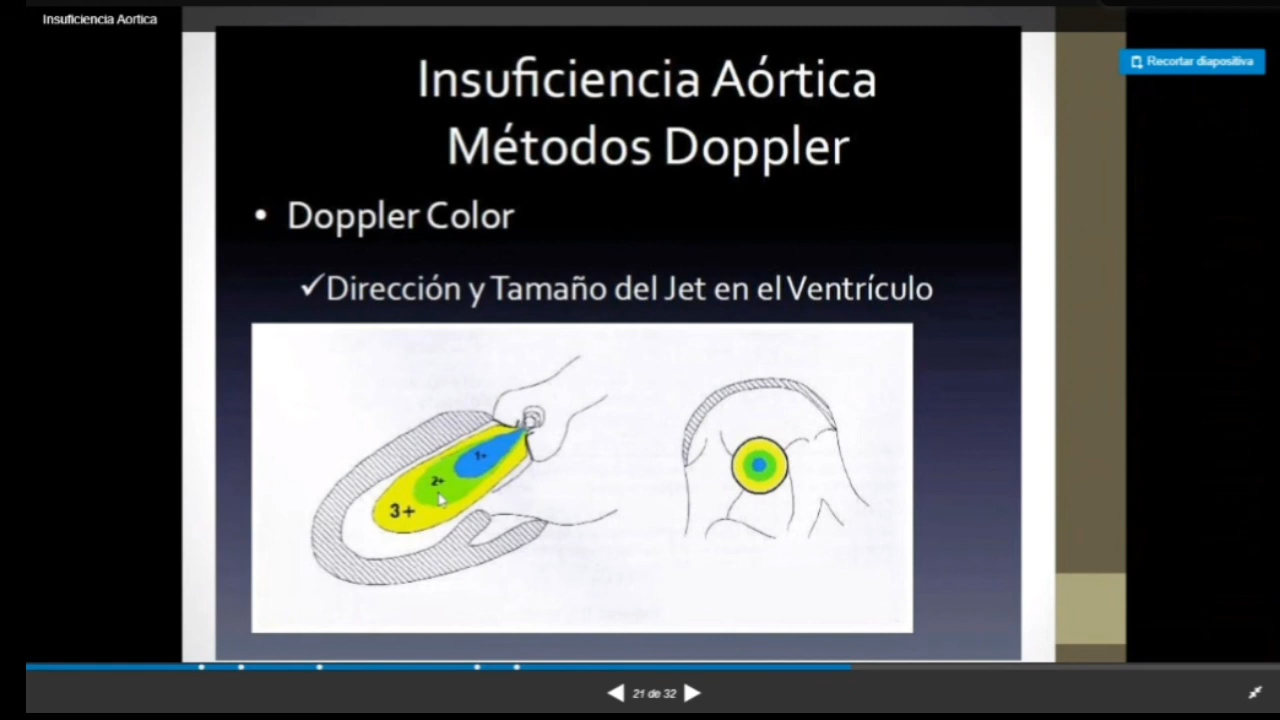 Insuficiencia Aortica
Recortar diapositiva
Insuficiencia Aórtica
Métodos Doppler
• Doppler Color
✓Dirección y Tamaño del Jet en el Ventrículo
1+
2+
3+
21 de 32